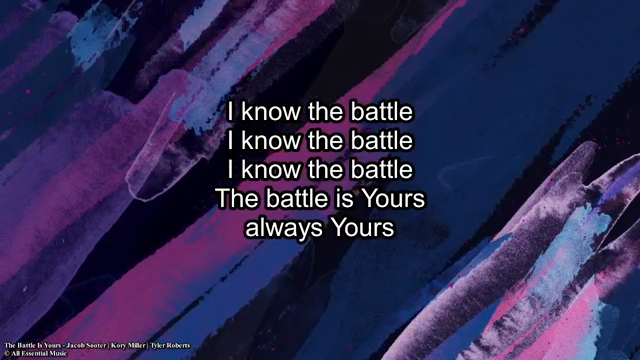 I know the battle
I know the battle
I know the battle
The battle is Yours
always Yours
The Battle Is Yours - Jacob Sooter | Kory Miller | Tyler Roberts
© All Essential Music